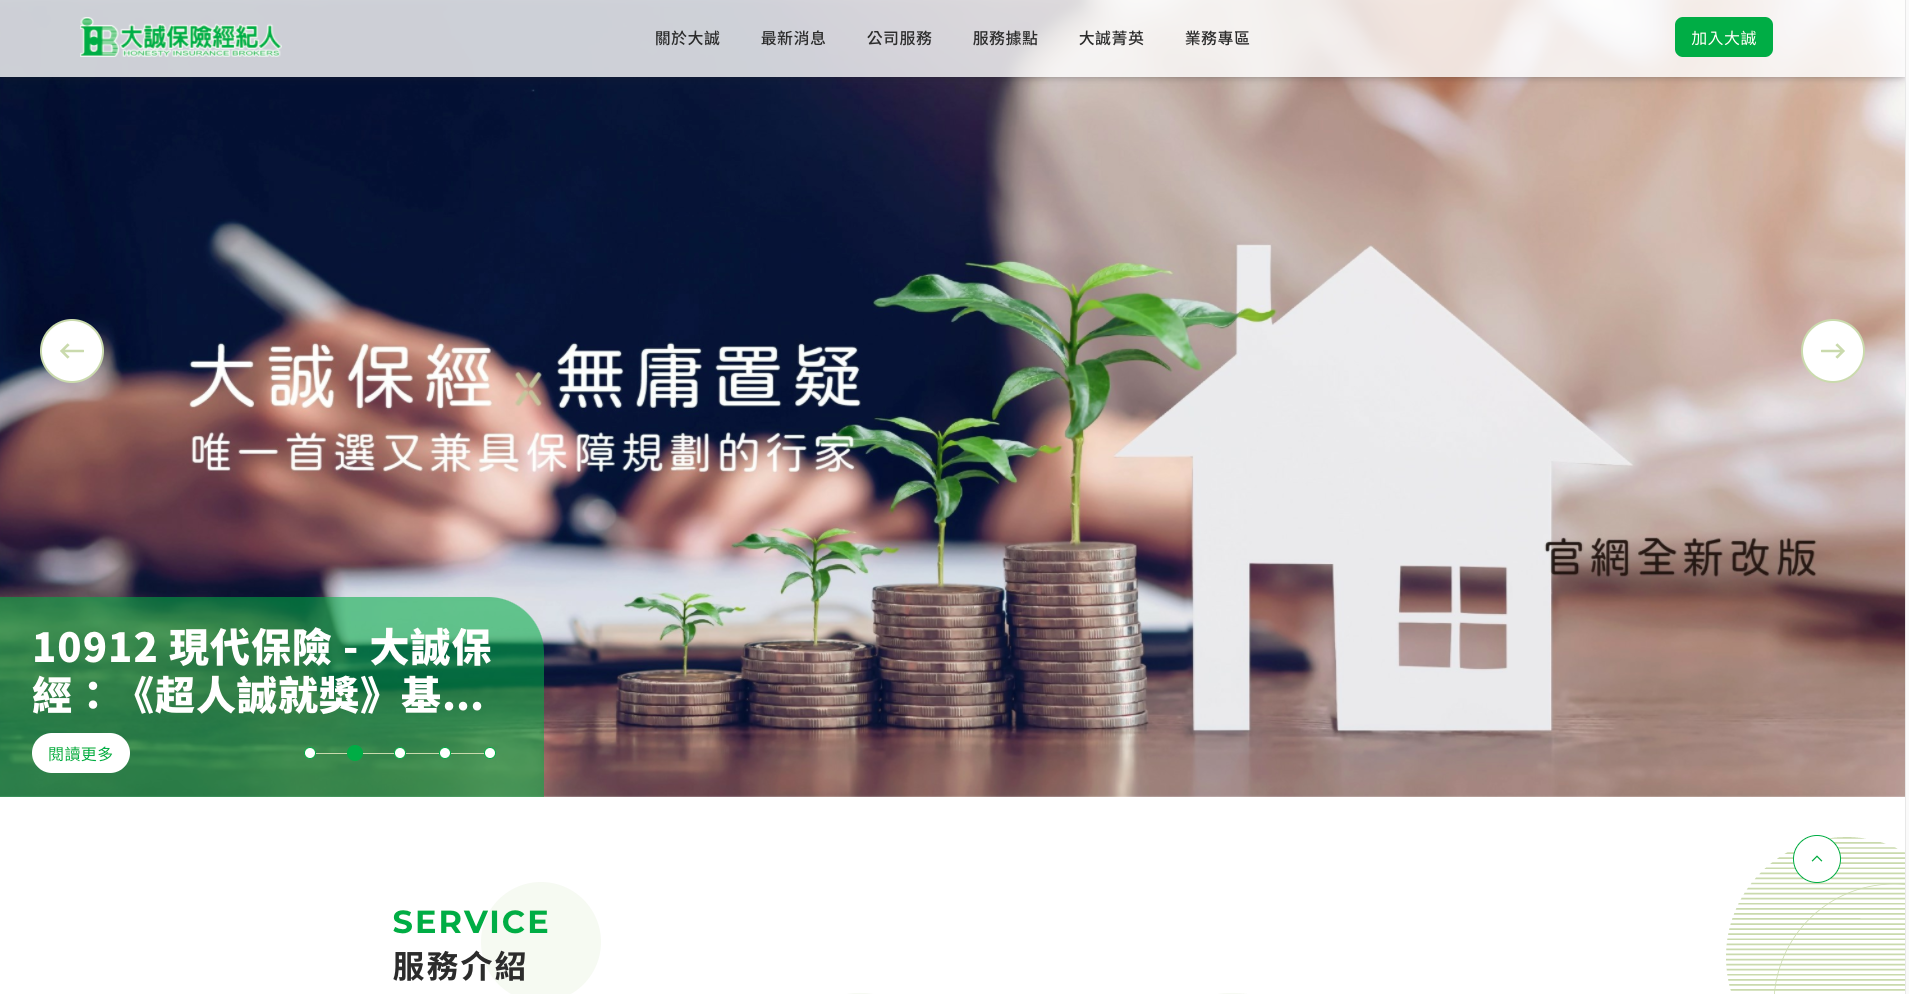 大誠保險經紀人
HONESTY INSURANCE BROKERS
關於大誠
最新消息
公司服務
服務據點
大誠菁英
業務專區
加入大誠
大誠保經 x 無庸置疑
唯一首選又兼具保障規劃的行家
官網全新改版
10912 現代保險 - 大誠保
經：《超人誠就獎》基...
閱讀更多
SERVICE
服務介紹